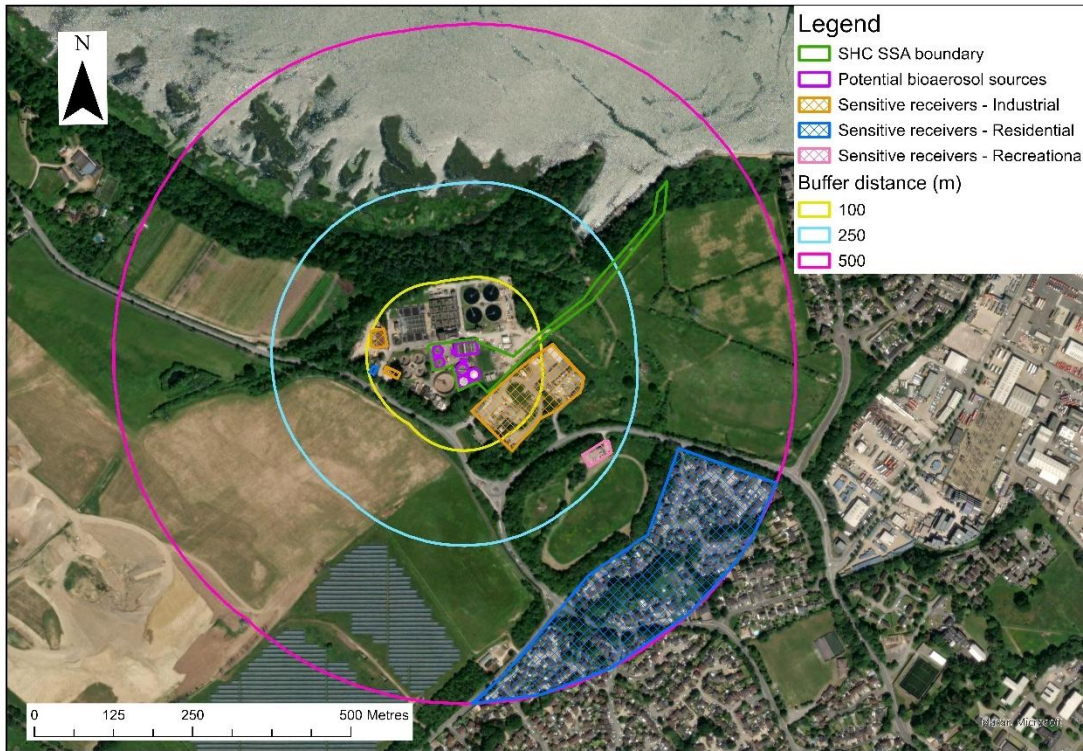 N
Legend
SHC SSA boundary
Potential bioaerosol sources
Sensitive receivers - Industrial
Sensitive receivers - Residential
Sensitive receivers - Recreationa
Buffer distance (m)
100
250
500
0 125 250 500 Metres
Microsoft